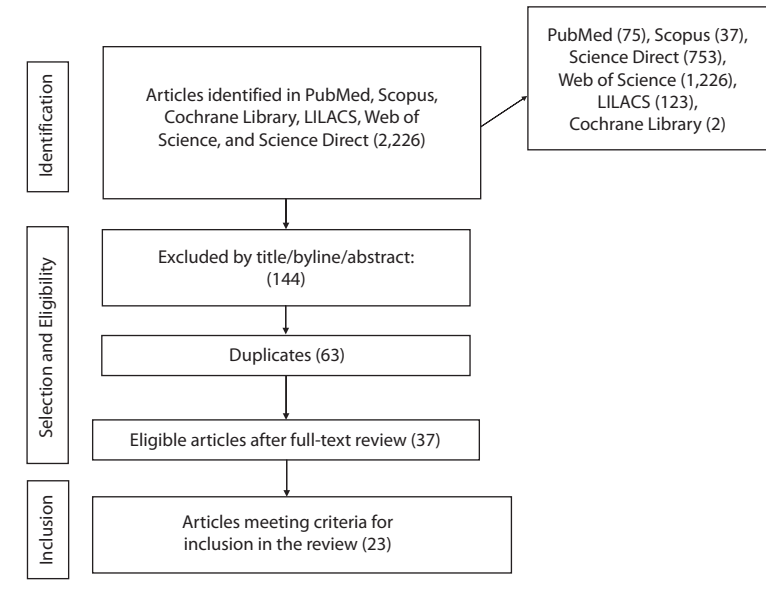 Identification
Articles identified in PubMed, Scopus,
Cochrane Library, LILACS, Web of
Science, and Science Direct (2,226)
PubMed (75), Scopus (37),
Science Direct (753),
Web of Science (1,226),
LILACS (123),
Cochrane Library (2)
Selection and Eligibility
Excluded by title/byline/abstract:
(144)
Duplicates (63)
Eligible articles after full-text review (37)
Inclusion
Articles meeting criteria for
inclusion in the review (23)